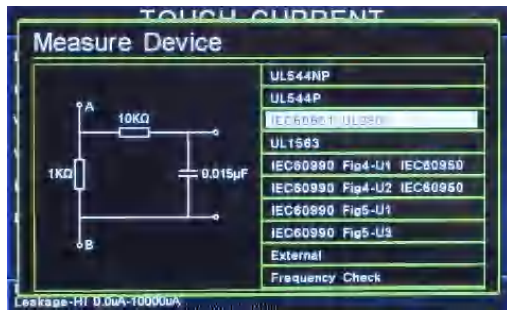 TOUCH CURRENT
Measure Device
A
10KΩ
1KΩ
0.015μF
B
UL544NP
UL544P
IEC60601
UL1563
IEC60990 Fig4-U1 IEC60950
IEC60990 Fig4-U2 IEC60950
IEC60990 Fig5-U1
IEC60990 Fig5-U3
External
Frequency Check
Leakage-HI 0.0uA-10000uA